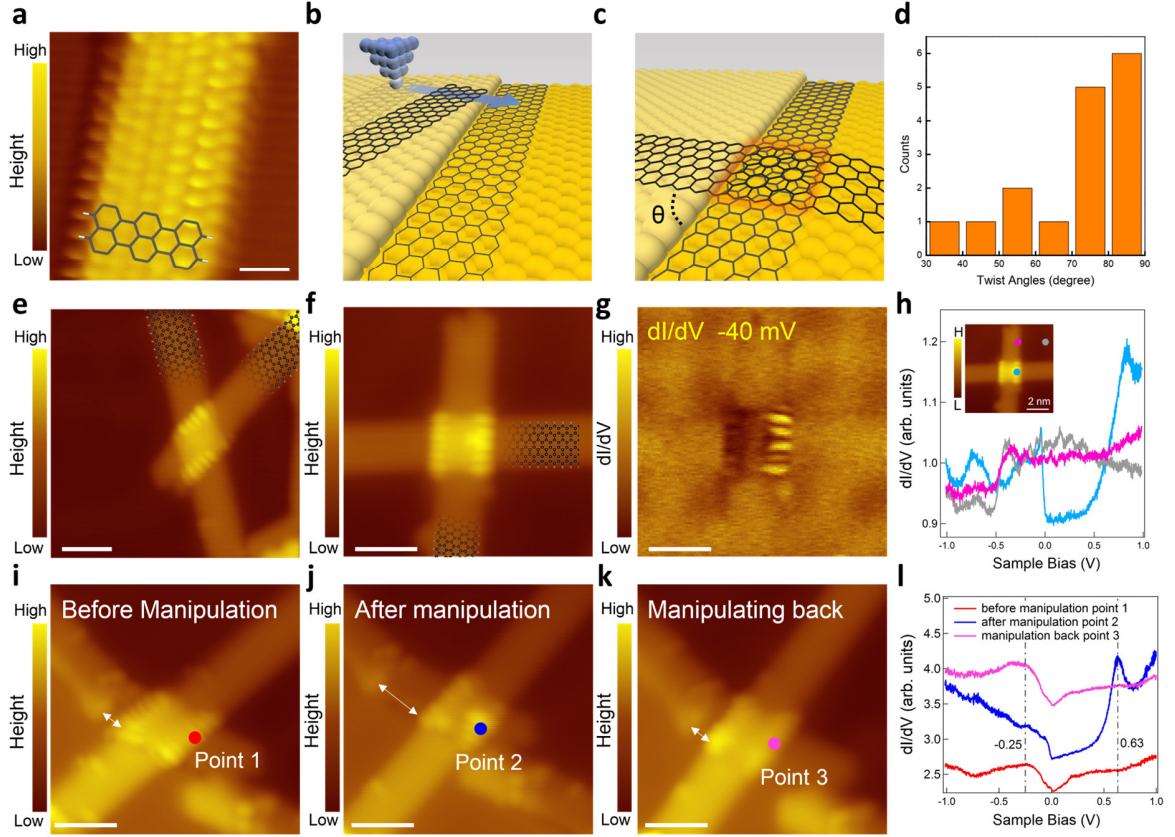 a
High
Height
Low
b
c
θ
d
Counts
6
5
4
3
2
1
0
30 40 50 60 70 80 90
Twist Angles (degree)
e
High
Height
Low
f
High
Height
Low
g
High
dI/dV
Low
dI/dV -40 mV
h
dI/dV (arb. units)
1.2
1.1
1.0
0.9
H
L
2 nm
-1.0 -0.5 0.0 0.5 1.0
Sample Bias (V)
i
High
Height
Low
Before Manipulation
Point 1
j
High
Height
Low
After manipulation
Point 2
k
High
Height
Low
Manipulating back
Point 3
l
dI/dV (arb. units)
5.0
4.5
4.0
3.5
3.0
2.5
before manipulation point 1
after manipulation point 2
manipulation back point 3
-0.25
0.63
-1.0 -0.5 0.0 0.5 1.0
Sample Bias (V)